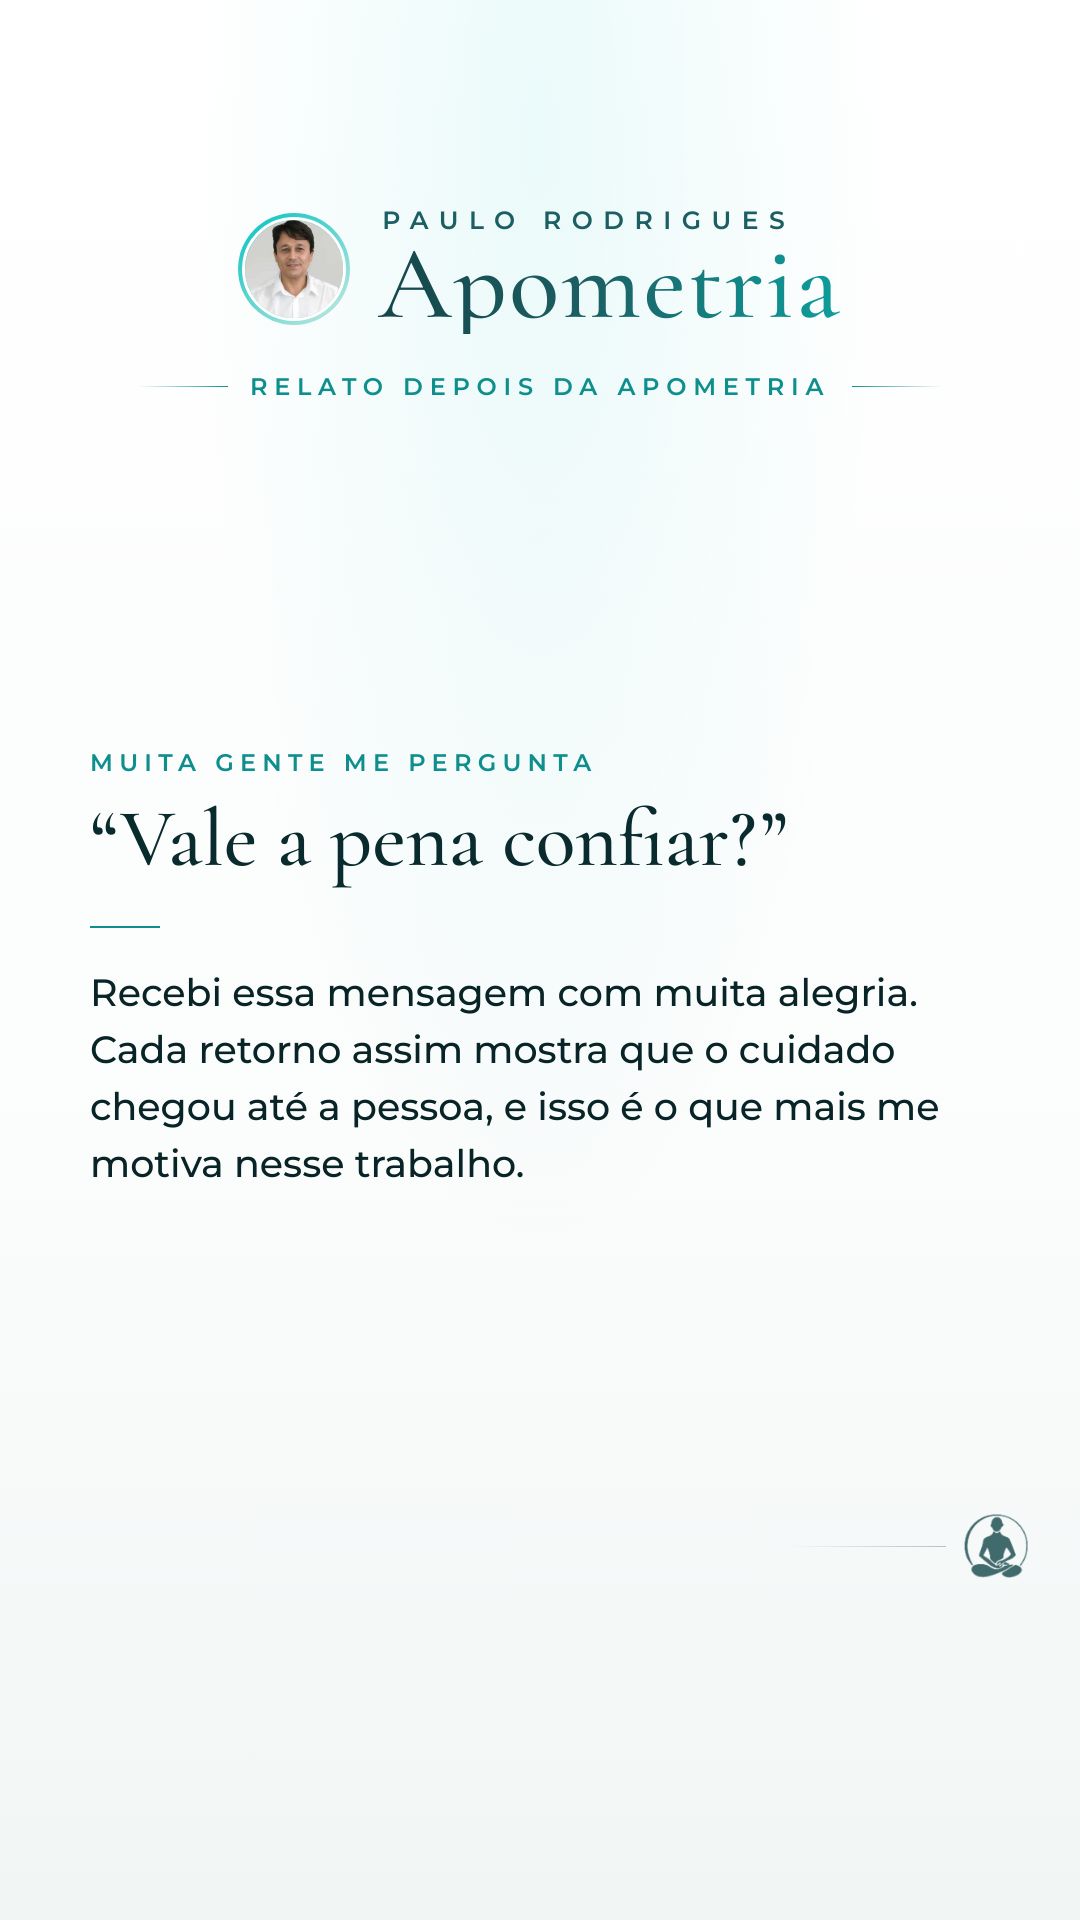 PAULO RODRIGUES
Apometria
RELATO DEPOIS DA APOMETRIA
MUITA GENTE ME PERGUNTA
“Vale a pena confiar?”
Recebi essa mensagem com muita alegria.
Cada retorno assim mostra que o cuidado
chegou até a pessoa, e isso é o que mais me
motiva nesse trabalho.